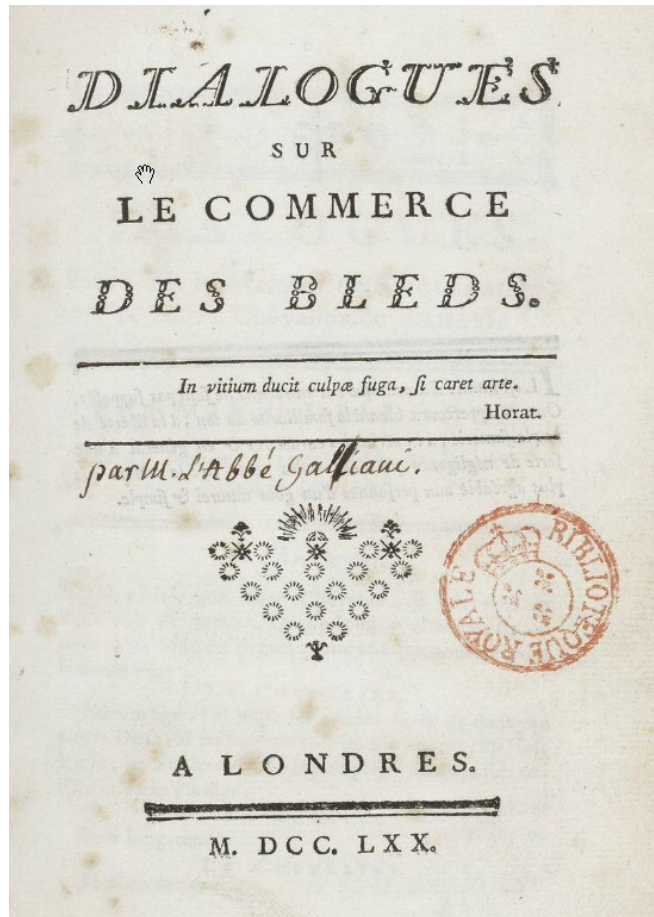 DIALOGUES
SUR
LE COMMERCE
DES BLEDS.
In vitium ducit culpæ fuga, si caret arte.
Horat.
par M. l'Abbé Galliani.
BIBLIOTEQUE ROYALE
A LONDRES.
M. DCC. LXX.